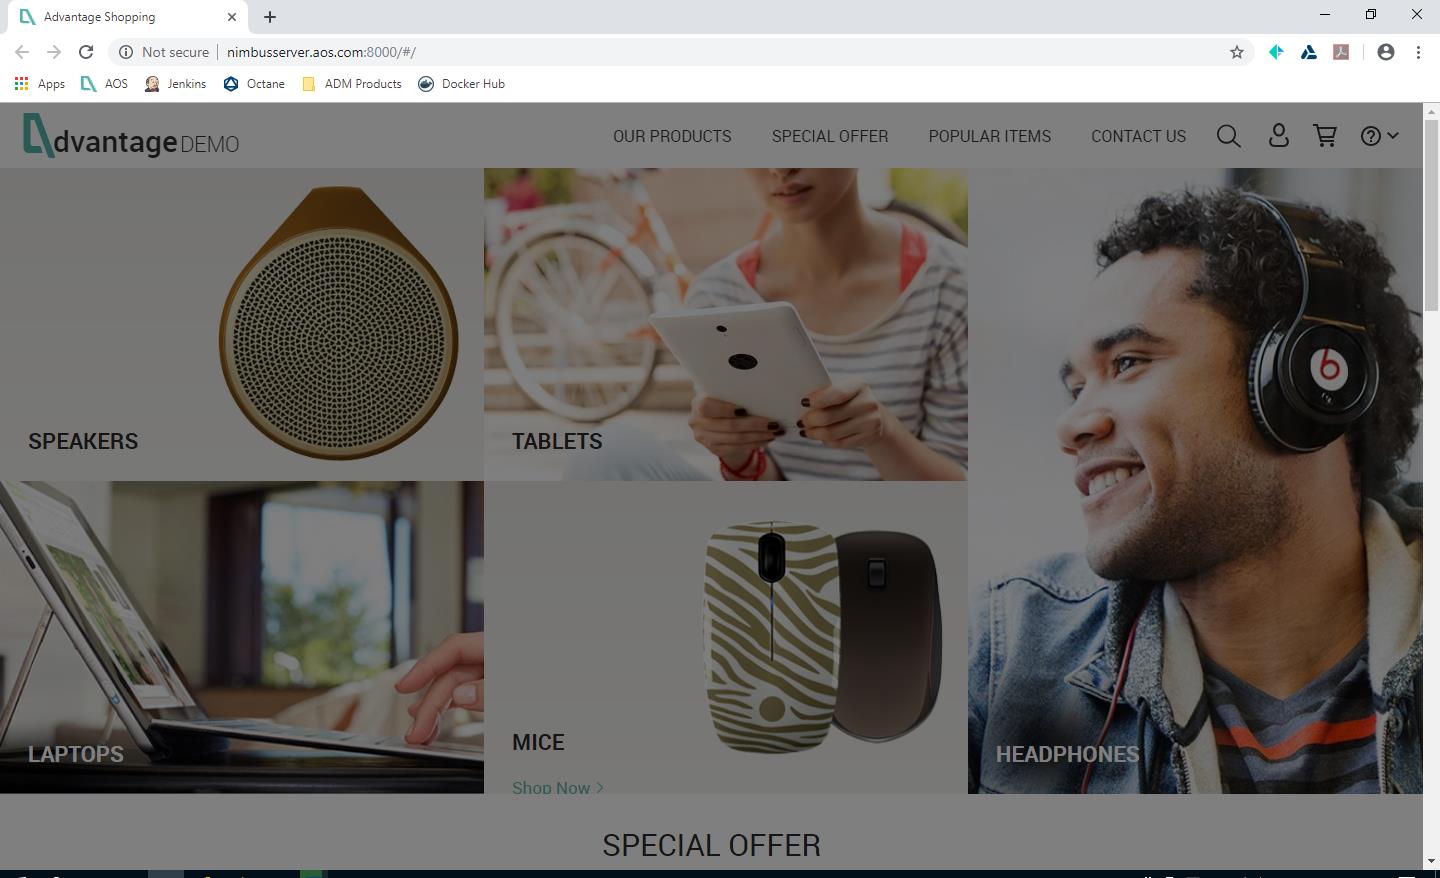 Advantage Shopping
Not secure
nimbusserver.aos.com:8000/#/
Apps
AOS
Jenkins
Octane
ADM Products
Docker Hub
dvantage DEMO
OUR PRODUCTS
SPECIAL OFFER
POPULAR ITEMS
CONTACT US
SPEAKERS
TABLETS
LAPTOPS
MICE
Shop Now
HEADPHONES
SPECIAL OFFER